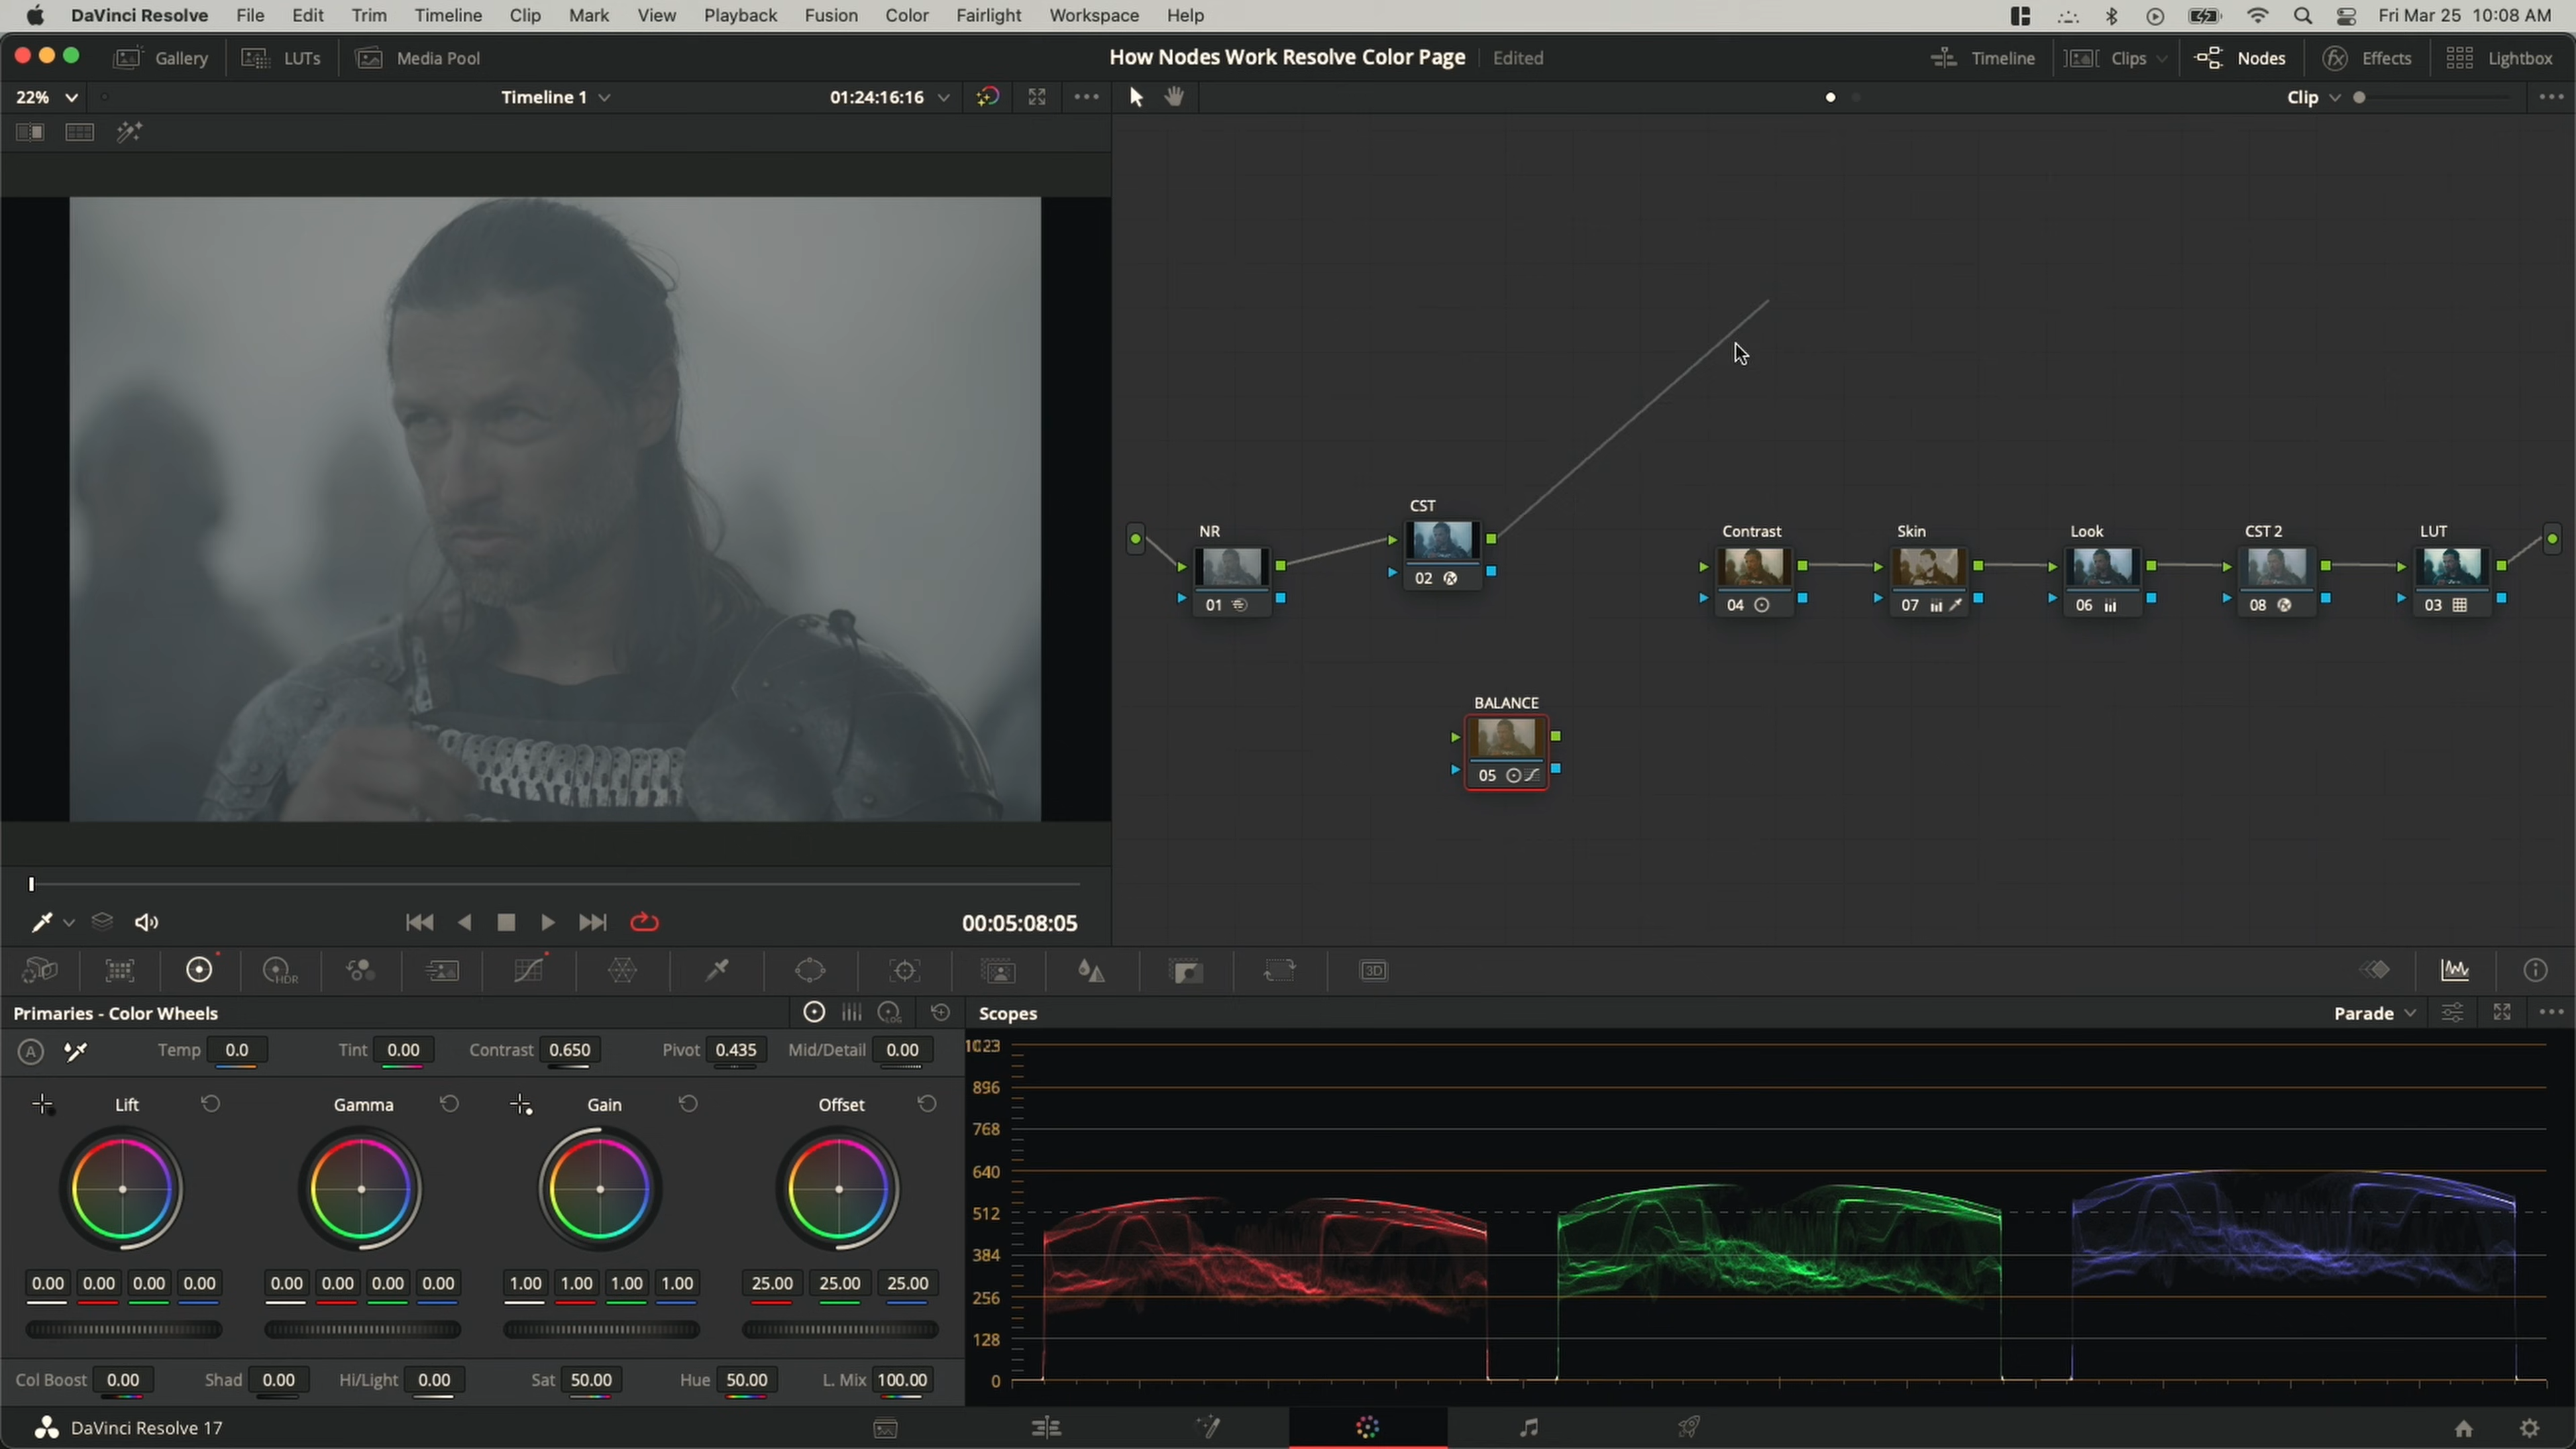 DaVinci Resolve File Edit Trim Timeline Clip Mark View Playback Fusion Color Fairlight Workspace Help Fri Mar 25 10:08 AM
Gallery LUTs Media Pool How Nodes Work Resolve Color Page Edited Timeline Clips Nodes Effects Lightbox
22% Timeline 1 01:24:16:16 Clip
CST
NR Contrast Skin Look CST 2 LUT
02
01 04 07 06 08 03
BALANCE
05
00:05:08:05
HDR 3D
Primaries - Color Wheels LOG Scopes Parade
A Temp 0.0 Tint 0.00 Contrast 0.650 Pivot 0.435 Mid/Detail 0.00
Lift Gamma Gain Offset
0.00 0.00 0.00 0.00 0.00 0.00 0.00 0.00 1.00 1.00 1.00 1.00 25.00 25.00 25.00
Col Boost 0.00 Shad 0.00 Hi/Light 0.00 Sat 50.00 Hue 50.00 L. Mix 100.00
1023
896
768
640
512
384
256
128
0
DaVinci Resolve 17